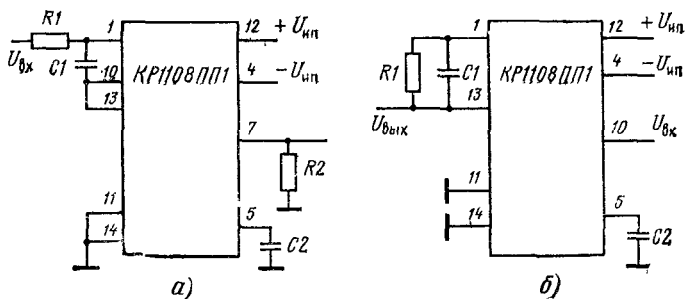 R1
1
12
+ Uип
Uвх
C1
10
КР1108ПП1
4
− Uип
13
7
R2
11
14
5
C2
а)
1
12
+ Uип
R1
C1
КР1108ПП1
4
− Uип
13
Uвых
10
Uвх
11
14
5
C2
б)